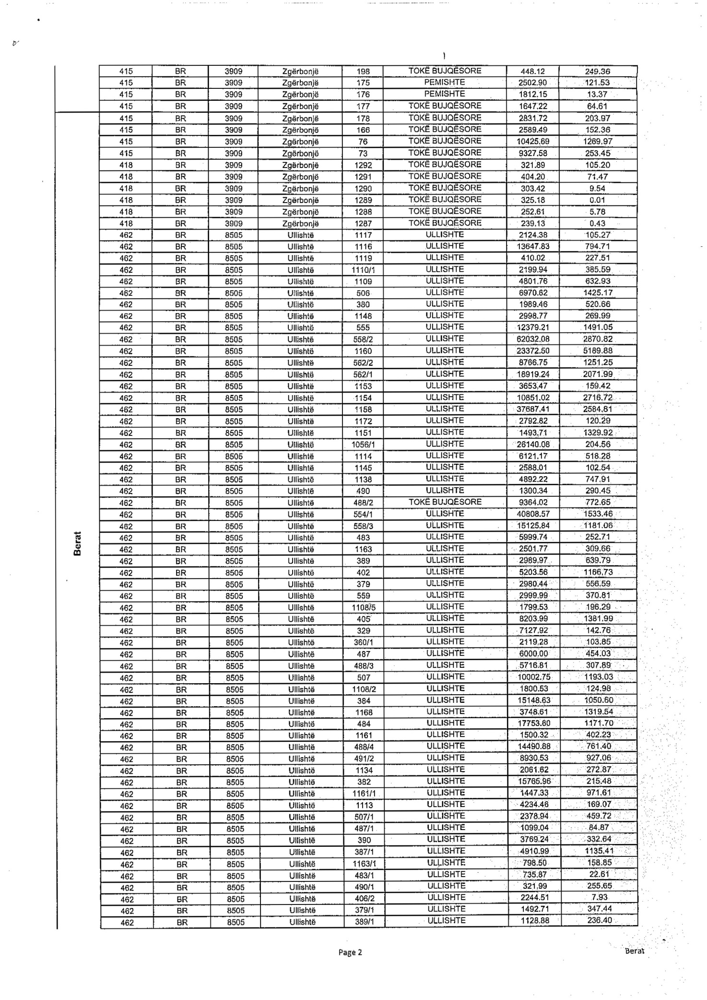 415 BR 3909 Zgërbonjë 198 TOKË BUJQËSORE 448.12 249.36
415 BR 3909 Zgërbonjë 175 PEMISHTE 2502.90 121.53
415 BR 3909 Zgërbonjë 176 PEMISHTE 1812.15 13.37
415 BR 3909 Zgërbonjë 177 TOKË BUJQËSORE 1647.22 64.61
415 BR 3909 Zgërbonjë 178 TOKË BUJQËSORE 2831.72 203.97
415 BR 3909 Zgërbonjë 166 TOKË BUJQËSORE 2589.49 152.36
415 BR 3909 Zgërbonjë 76 TOKË BUJQËSORE 10425.69 1269.97
415 BR 3909 Zgërbonjë 73 TOKË BUJQËSORE 9327.58 253.45
418 BR 3909 Zgërbonjë 1292 TOKË BUJQËSORE 321.89 105.20
418 BR 3909 Zgërbonjë 1291 TOKË BUJQËSORE 404.20 71.47
418 BR 3909 Zgërbonjë 1290 TOKË BUJQËSORE 303.42 9.54
418 BR 3909 Zgërbonjë 1289 TOKË BUJQËSORE 325.18 0.01
418 BR 3909 Zgërbonjë 1288 TOKË BUJQËSORE 252.61 5.78
418 BR 3909 Zgërbonjë 1287 TOKË BUJQËSORE 239.13 0.43
462 BR 8505 Ullishtë 1117 ULLISHTE 2124.38 105.27
462 BR 8505 Ullishtë 1116 ULLISHTE 13647.83 794.71
462 BR 8505 Ullishtë 1119 ULLISHTE 410.02 227.51
462 BR 8505 Ullishtë 1110/1 ULLISHTE 2199.94 385.59
462 BR 8505 Ullishtë 1109 ULLISHTE 4801.76 632.93
462 BR 8505 Ullishtë 506 ULLISHTE 6970.62 1425.17
462 BR 8505 Ullishtë 380 ULLISHTE 1989.46 520.66
462 BR 8505 Ullishtë 1148 ULLISHTE 2998.77 269.99
462 BR 8505 Ullishtë 555 ULLISHTE 12379.21 1491.05
462 BR 8505 Ullishtë 558/2 ULLISHTE 62032.08 2870.82
462 BR 8505 Ullishtë 1160 ULLISHTE 23372.50 5189.88
462 BR 8505 Ullishtë 562/2 ULLISHTE 8766.75 1251.25
462 BR 8505 Ullishtë 562/1 ULLISHTE 18919.24 2071.99
462 BR 8505 Ullishtë 1153 ULLISHTE 3653.47 159.42
462 BR 8505 Ullishtë 1154 ULLISHTE 10851.02 2716.72
462 BR 8505 Ullishtë 1158 ULLISHTE 37687.41 2584.81
462 BR 8505 Ullishtë 1172 ULLISHTE 2792.82 120.29
462 BR 8505 Ullishtë 1151 ULLISHTE 1493.71 1329.92
462 BR 8505 Ullishtë 1056/1 ULLISHTE 26140.08 204.56
462 BR 8505 Ullishtë 1114 ULLISHTE 6121.17 518.28
462 BR 8505 Ullishtë 1145 ULLISHTE 2588.01 102.54
462 BR 8505 Ullishtë 1138 ULLISHTE 4892.22 747.91
462 BR 8505 Ullishtë 490 ULLISHTE 1300.34 290.45
462 BR 8505 Ullishtë 488/2 TOKË BUJQËSORE 9364.02 772.65
462 BR 8505 Ullishtë 554/1 ULLISHTE 40808.57 1533.46
462 BR 8505 Ullishtë 558/3 ULLISHTE 15125.84 1181.06
462 BR 8505 Ullishtë 483 ULLISHTE 5999.74 252.71
462 BR 8505 Ullishtë 1163 ULLISHTE 2501.77 309.66
462 BR 8505 Ullishtë 389 ULLISHTE 2989.97 639.79
462 BR 8505 Ullishtë 402 ULLISHTE 5203.56 1166.73
462 BR 8505 Ullishtë 379 ULLISHTE 2980.44 556.59
462 BR 8505 Ullishtë 559 ULLISHTE 2999.99 370.81
462 BR 8505 Ullishtë 1108/5 ULLISHTE 1799.53 196.29
462 BR 8505 Ullishtë 405 ULLISHTE 8203.99 1381.99
462 BR 8505 Ullishtë 329 ULLISHTE 7127.92 142.76
462 BR 8505 Ullishtë 360/1 ULLISHTE 2119.28 103.85
462 BR 8505 Ullishtë 487 ULLISHTE 6000.00 454.03
462 BR 8505 Ullishtë 488/3 ULLISHTE 5716.81 307.89
462 BR 8505 Ullishtë 507 ULLISHTE 10002.75 1193.03
462 BR 8505 Ullishtë 1108/2 ULLISHTE 1800.53 124.98
462 BR 8505 Ullishtë 384 ULLISHTE 15148.63 1050.60
462 BR 8505 Ullishtë 1168 ULLISHTE 3748.61 1319.54
462 BR 8505 Ullishtë 484 ULLISHTE 17753.60 1171.70
462 BR 8505 Ullishtë 1161 ULLISHTE 1500.32 402.23
462 BR 8505 Ullishtë 488/4 ULLISHTE 14490.88 761.40
462 BR 8505 Ullishtë 491/2 ULLISHTE 8930.53 927.06
462 BR 8505 Ullishtë 1134 ULLISHTE 2061.62 272.87
462 BR 8505 Ullishtë 382 ULLISHTE 15765.96 215.48
462 BR 8505 Ullishtë 1161/1 ULLISHTE 1447.33 971.61
462 BR 8505 Ullishtë 1113 ULLISHTE 4234.46 169.07
462 BR 8505 Ullishtë 507/1 ULLISHTE 2378.94 459.72
462 BR 8505 Ullishtë 487/1 ULLISHTE 1099.04 84.87
462 BR 8505 Ullishtë 390 ULLISHTE 3769.24 332.64
462 BR 8505 Ullishtë 387/1 ULLISHTE 4910.99 1135.41
462 BR 8505 Ullishtë 1163/1 ULLISHTE 798.50 158.85
462 BR 8505 Ullishtë 483/1 ULLISHTE 735.87 22.61
462 BR 8505 Ullishtë 490/1 ULLISHTE 321.99 255.65
462 BR 8505 Ullishtë 406/2 ULLISHTE 2244.51 7.93
462 BR 8505 Ullishtë 379/1 ULLISHTE 1492.71 347.44
462 BR 8505 Ullishtë 389/1 ULLISHTE 1128.88 236.40
Berat
Page 2
Berat